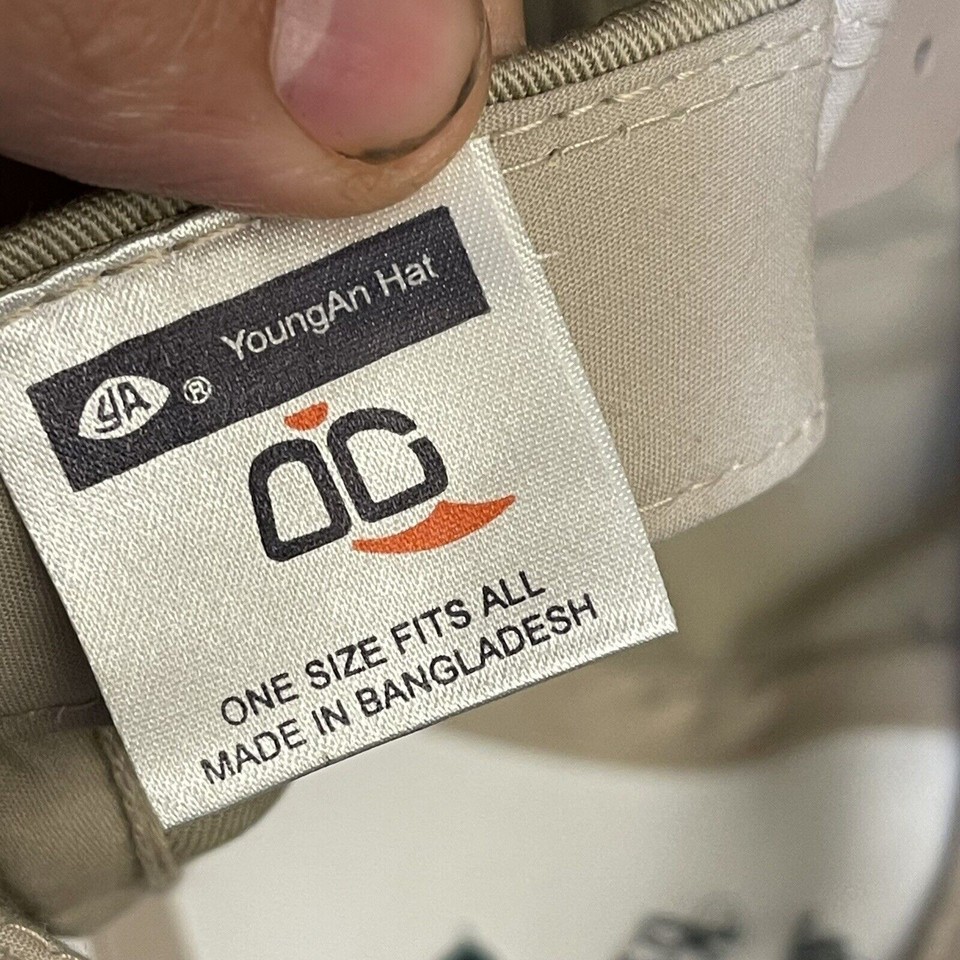 YA ® YoungAn Hat
OC
ONE SIZE FITS ALL
MADE IN BANGLADESH